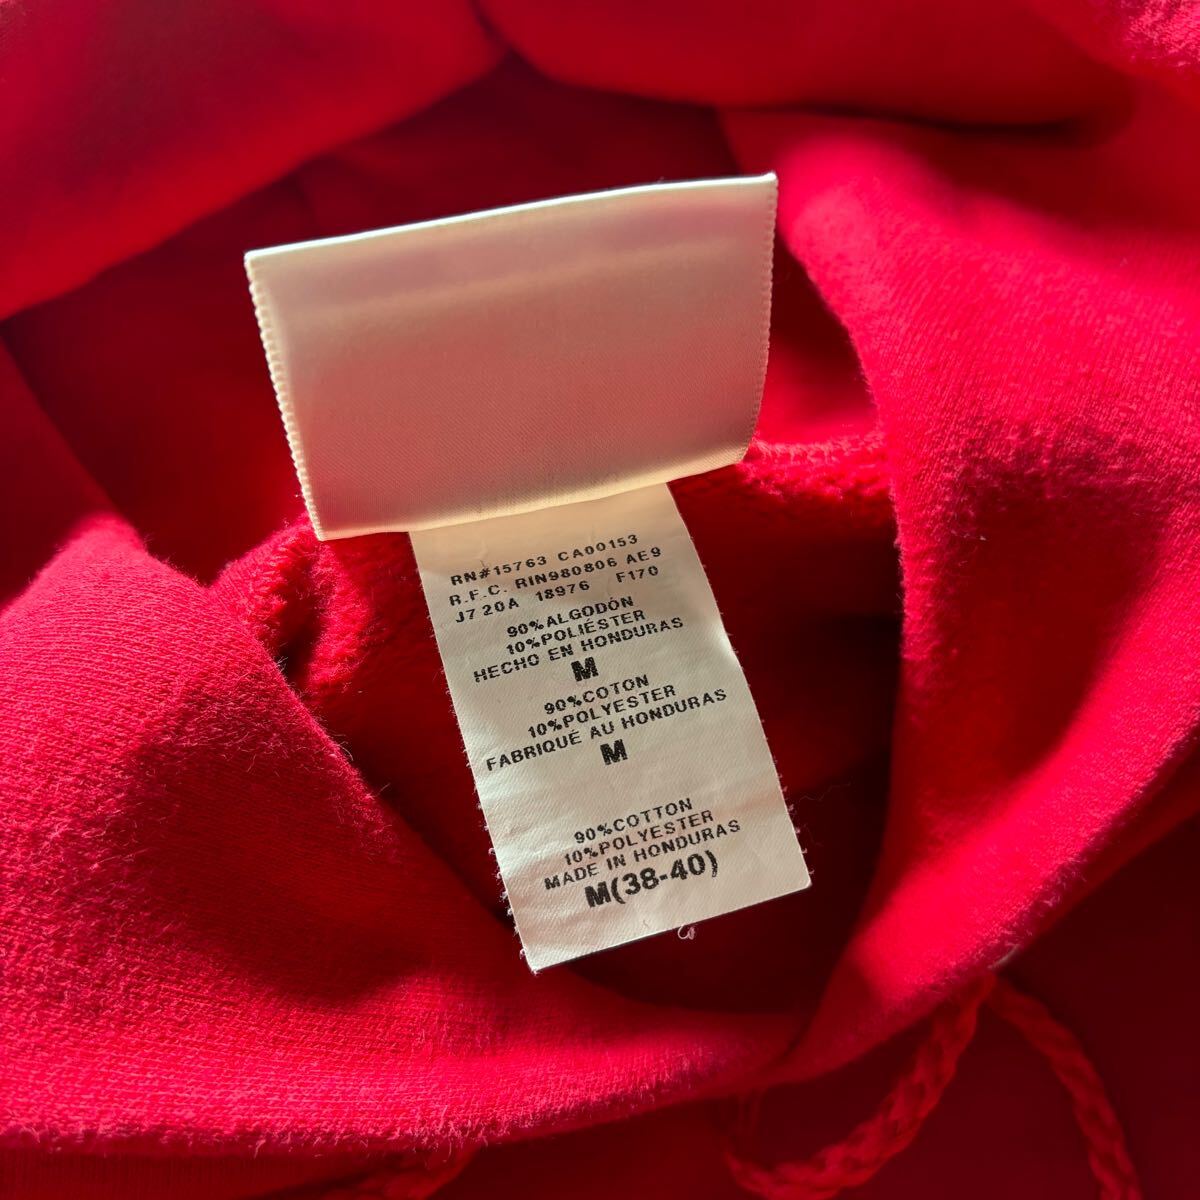 RN#15763 CA00153
R.F.C. RIN980806 AE9
J7 20A 18976 F170
90%ALGODÓN
10%POLIÉSTER
HECHO EN HONDURAS
M
90%COTON
10%POLYESTER
FABRIQUÉ AU HONDURAS
M
90%COTTON
10%POLYESTER
MADE IN HONDURAS
M(38-40)